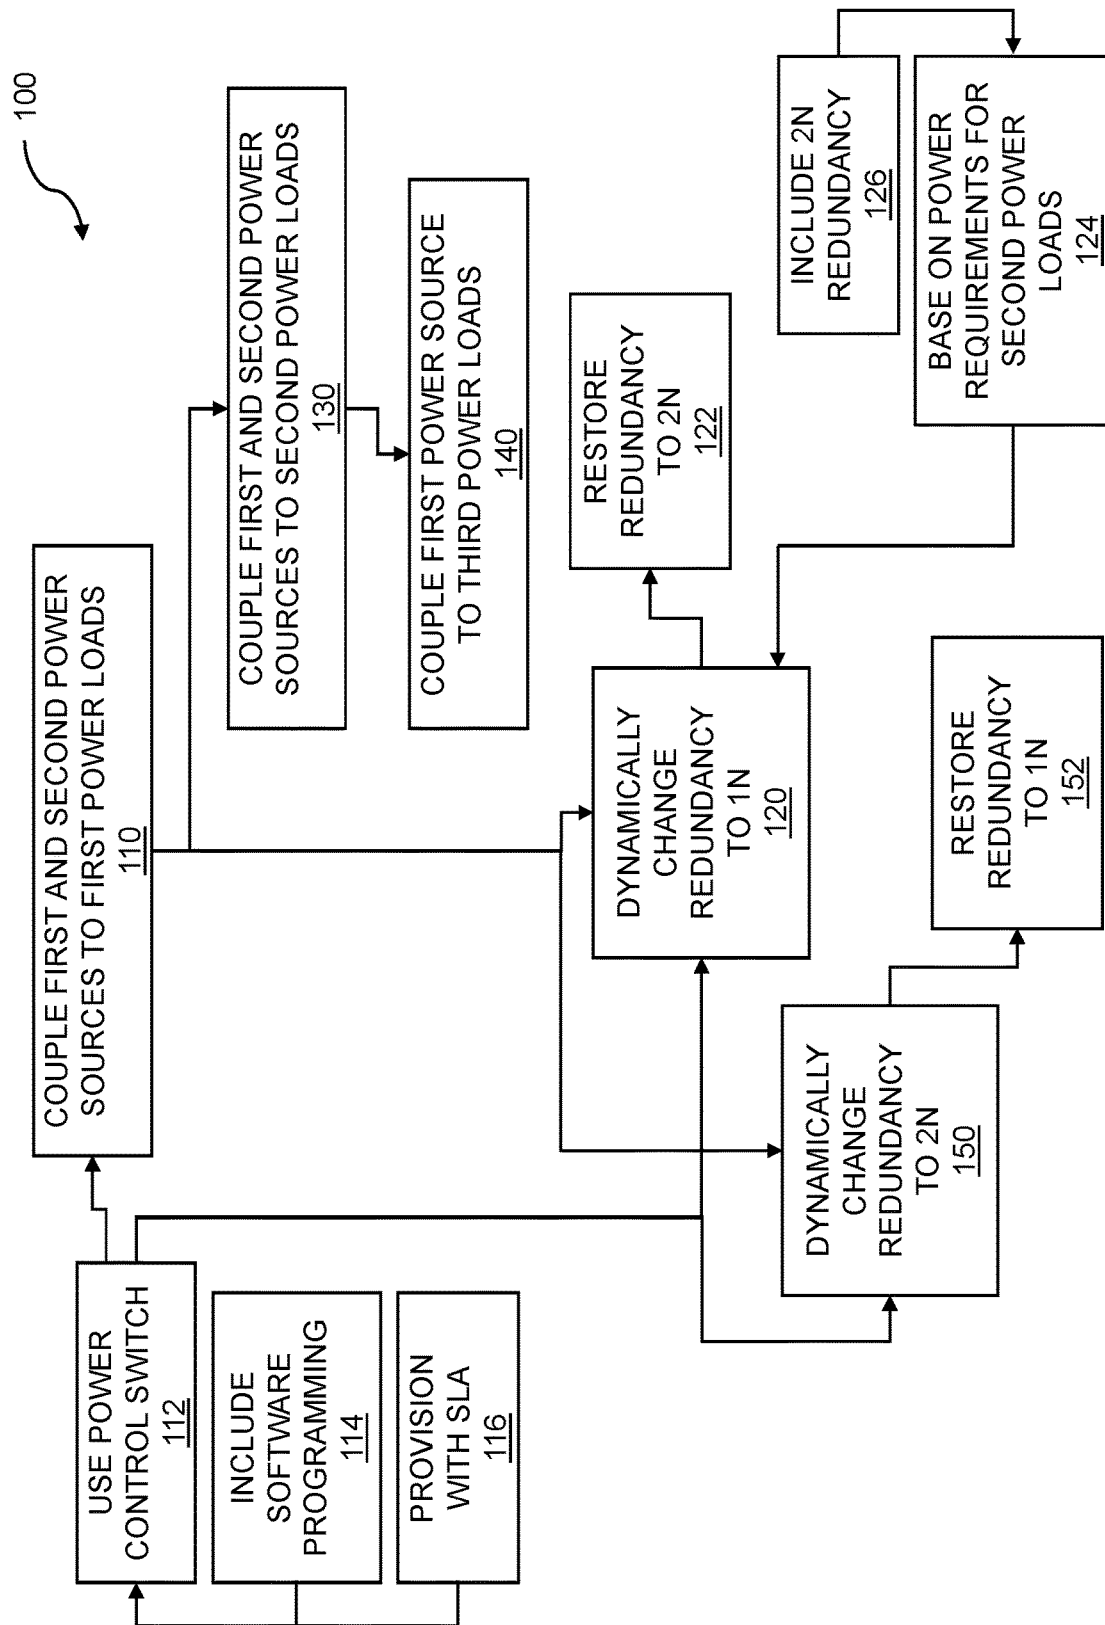 100
COUPLE FIRST AND SECOND POWER
SOURCES TO FIRST POWER LOADS
110
USE POWER
CONTROL SWITCH
112
INCLUDE
SOFTWARE
PROGRAMMING
114
PROVISION
WITH SLA
116
COUPLE FIRST AND SECOND POWER
SOURCES TO SECOND POWER LOADS
130
COUPLE FIRST POWER SOURCE
TO THIRD POWER LOADS
140
DYNAMICALLY
CHANGE
REDUNDANCY
TO 1N
120
RESTORE
REDUNDANCY
TO 2N
122
DYNAMICALLY
CHANGE
REDUNDANCY
TO 2N
150
RESTORE
REDUNDANCY
TO 1N
152
INCLUDE 2N
REDUNDANCY
126
BASE ON POWER
REQUIREMENTS FOR
SECOND POWER
LOADS
124